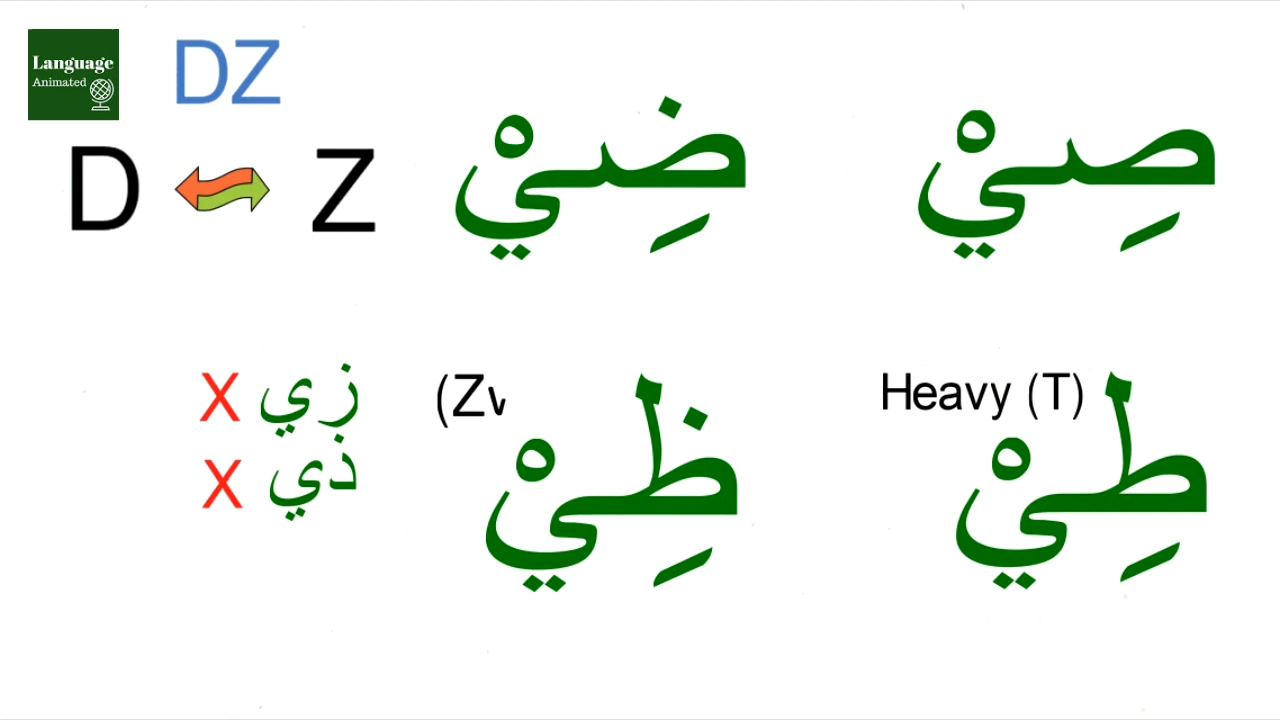 Language
Animated
DZ
D Z
صِيْ ضِيْ
Heavy (T) طِيْ
(Z ظِيْ
X زي
X ذي